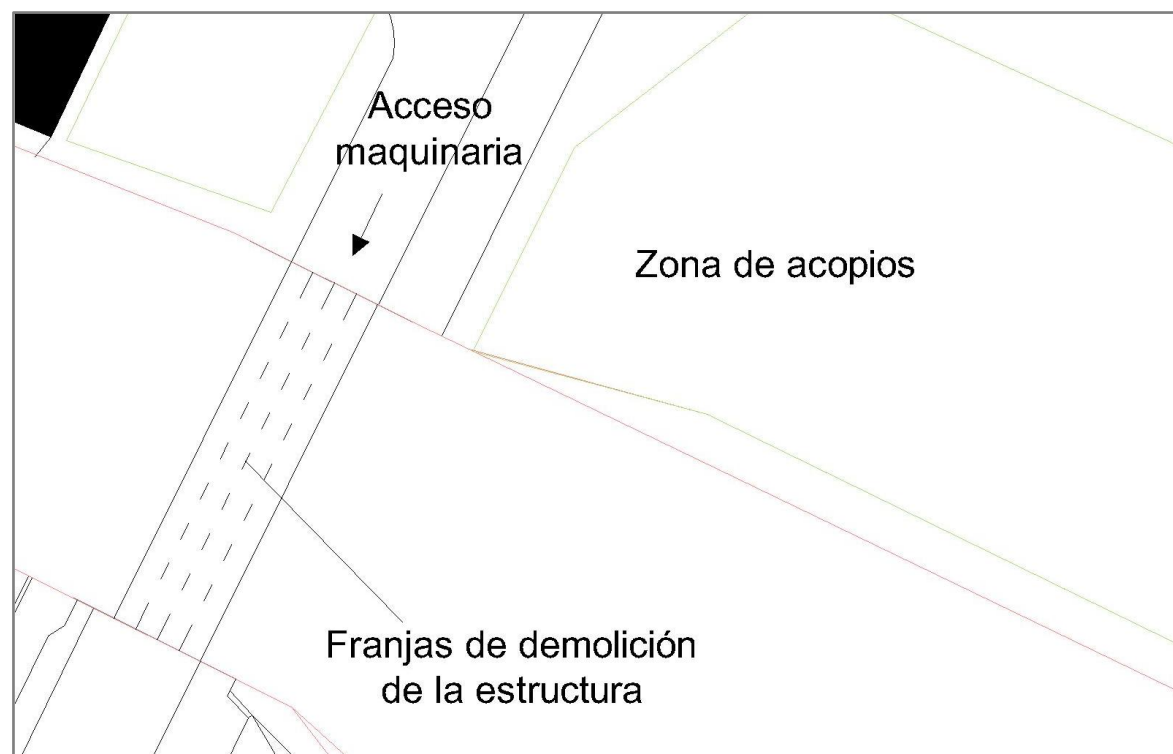 Acceso
maquinaria
Zona de acopios
Franjas de demolición
de la estructura